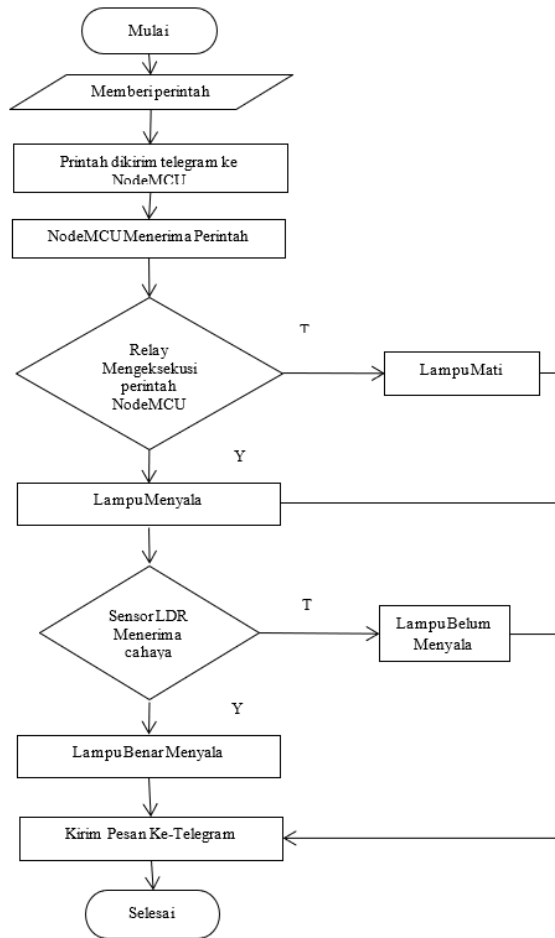 Mulai
Memberi perintah
Printah dikirim telegram ke
NodeMCU
NodeMCU Menerima Perintah
Relay
Mengeksekusi
perintah
NodeMCU
T
Lampu Mati
Y
Lampu Menyala
Sensor LDR
Menerima
cahaya
T
Lampu Belum
Menyala
Y
Lampu Benar Menyala
Kirim Pesan Ke-Telegram
Selesai